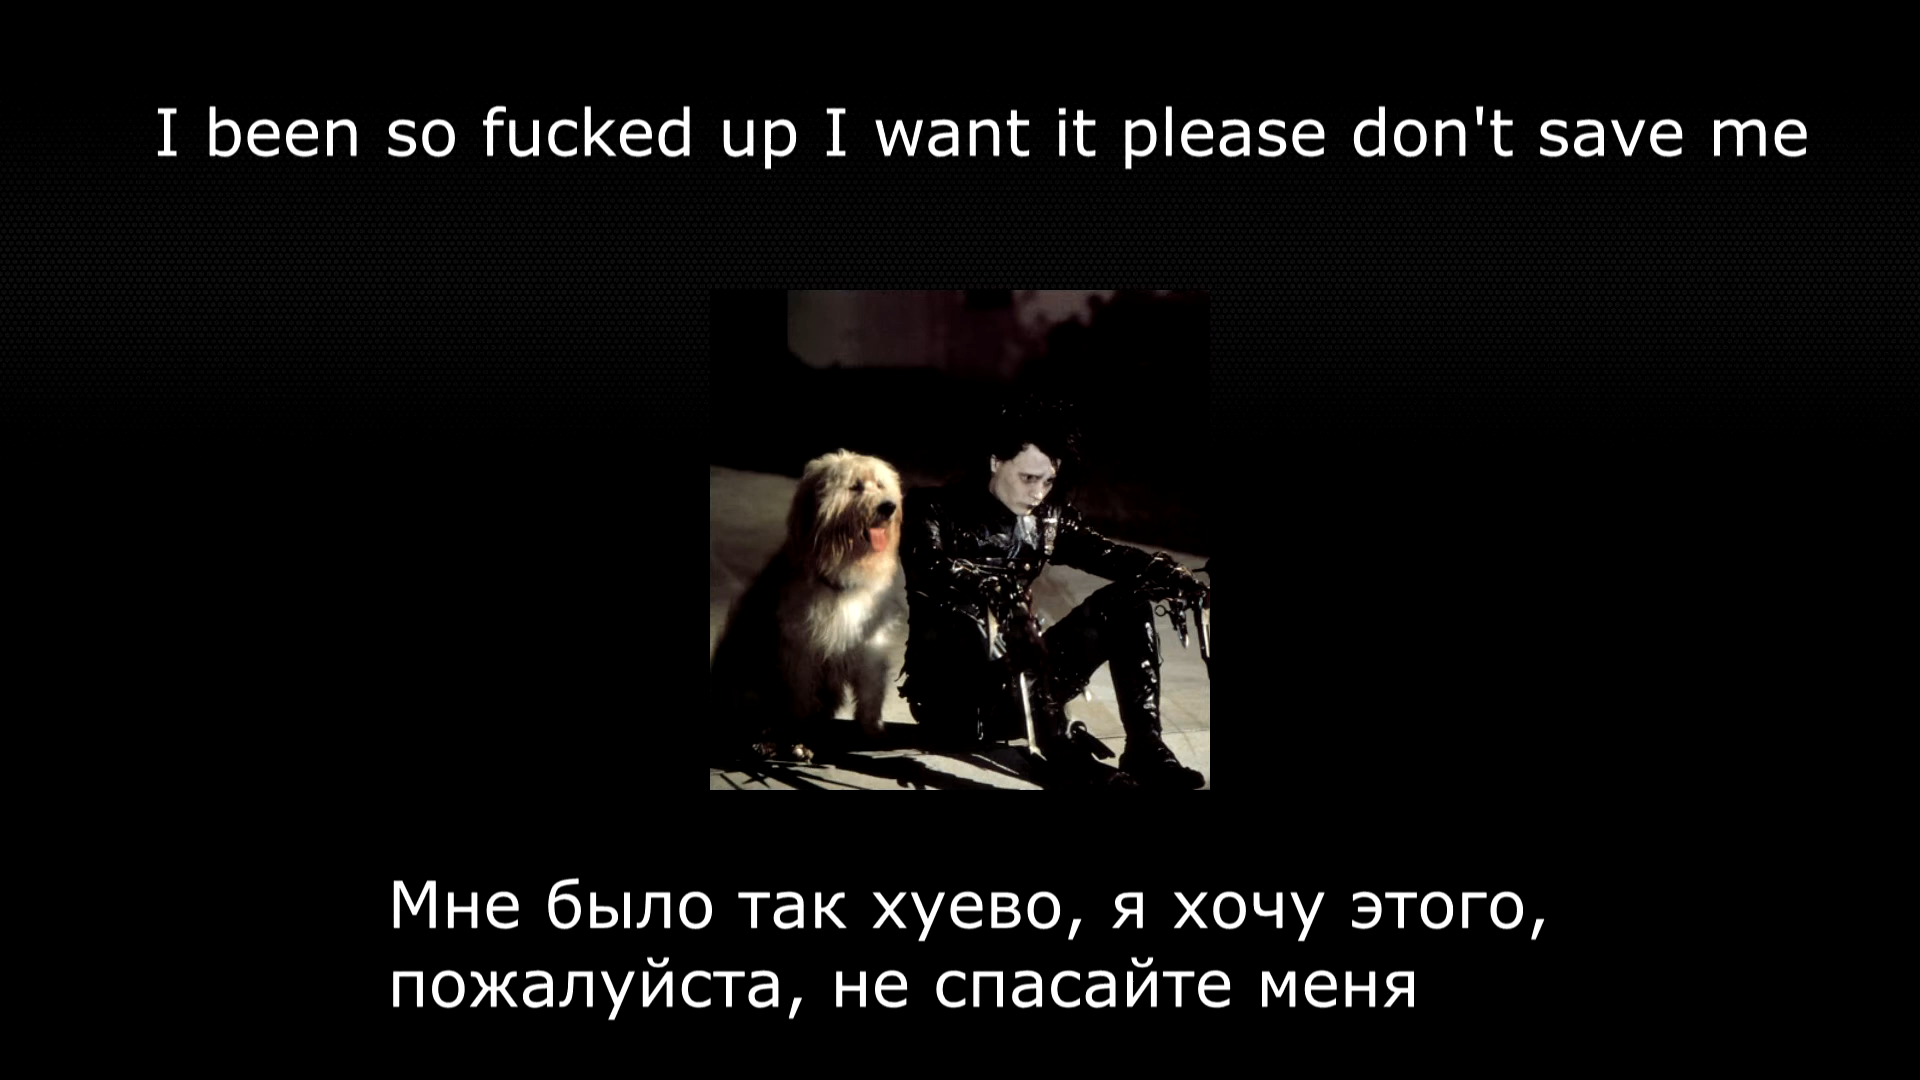 I been so fucked up I want it please don't save me
Мне было так хуево, я хочу этого,
пожалуйста, не спасайте меня